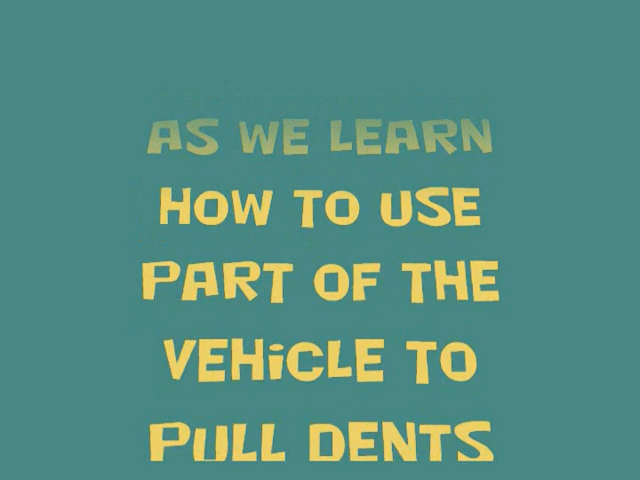 AS WE LEARN
HOW TO USE
PART OF THE
VEHiCLE TO
PULL DENTS